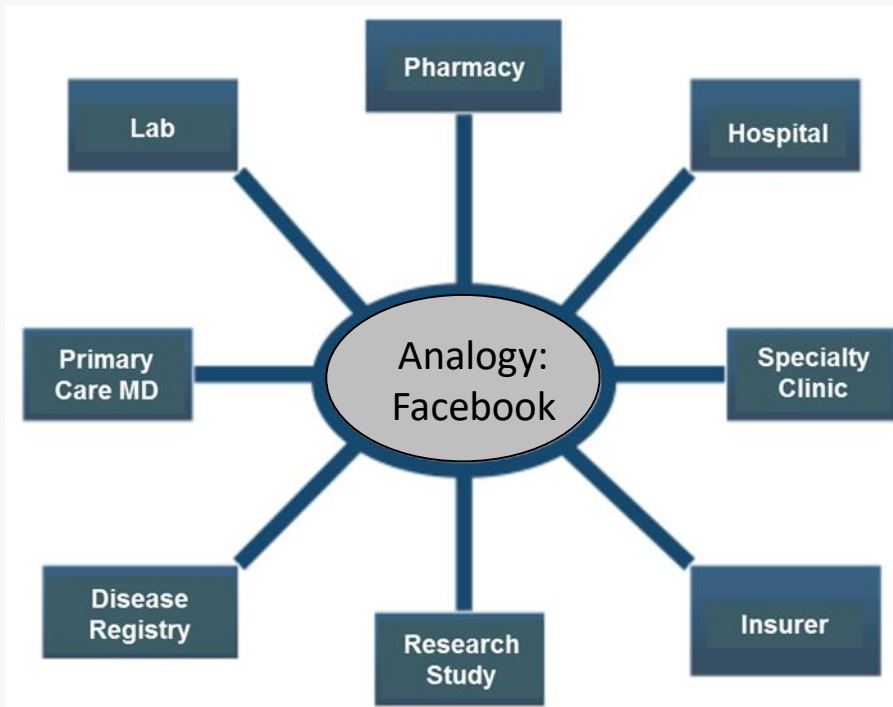 Pharmacy
Lab
Hospital
Primary
Care MD
Analogy:
Facebook
Specialty
Clinic
Disease
Registry
Research
Study
Insurer